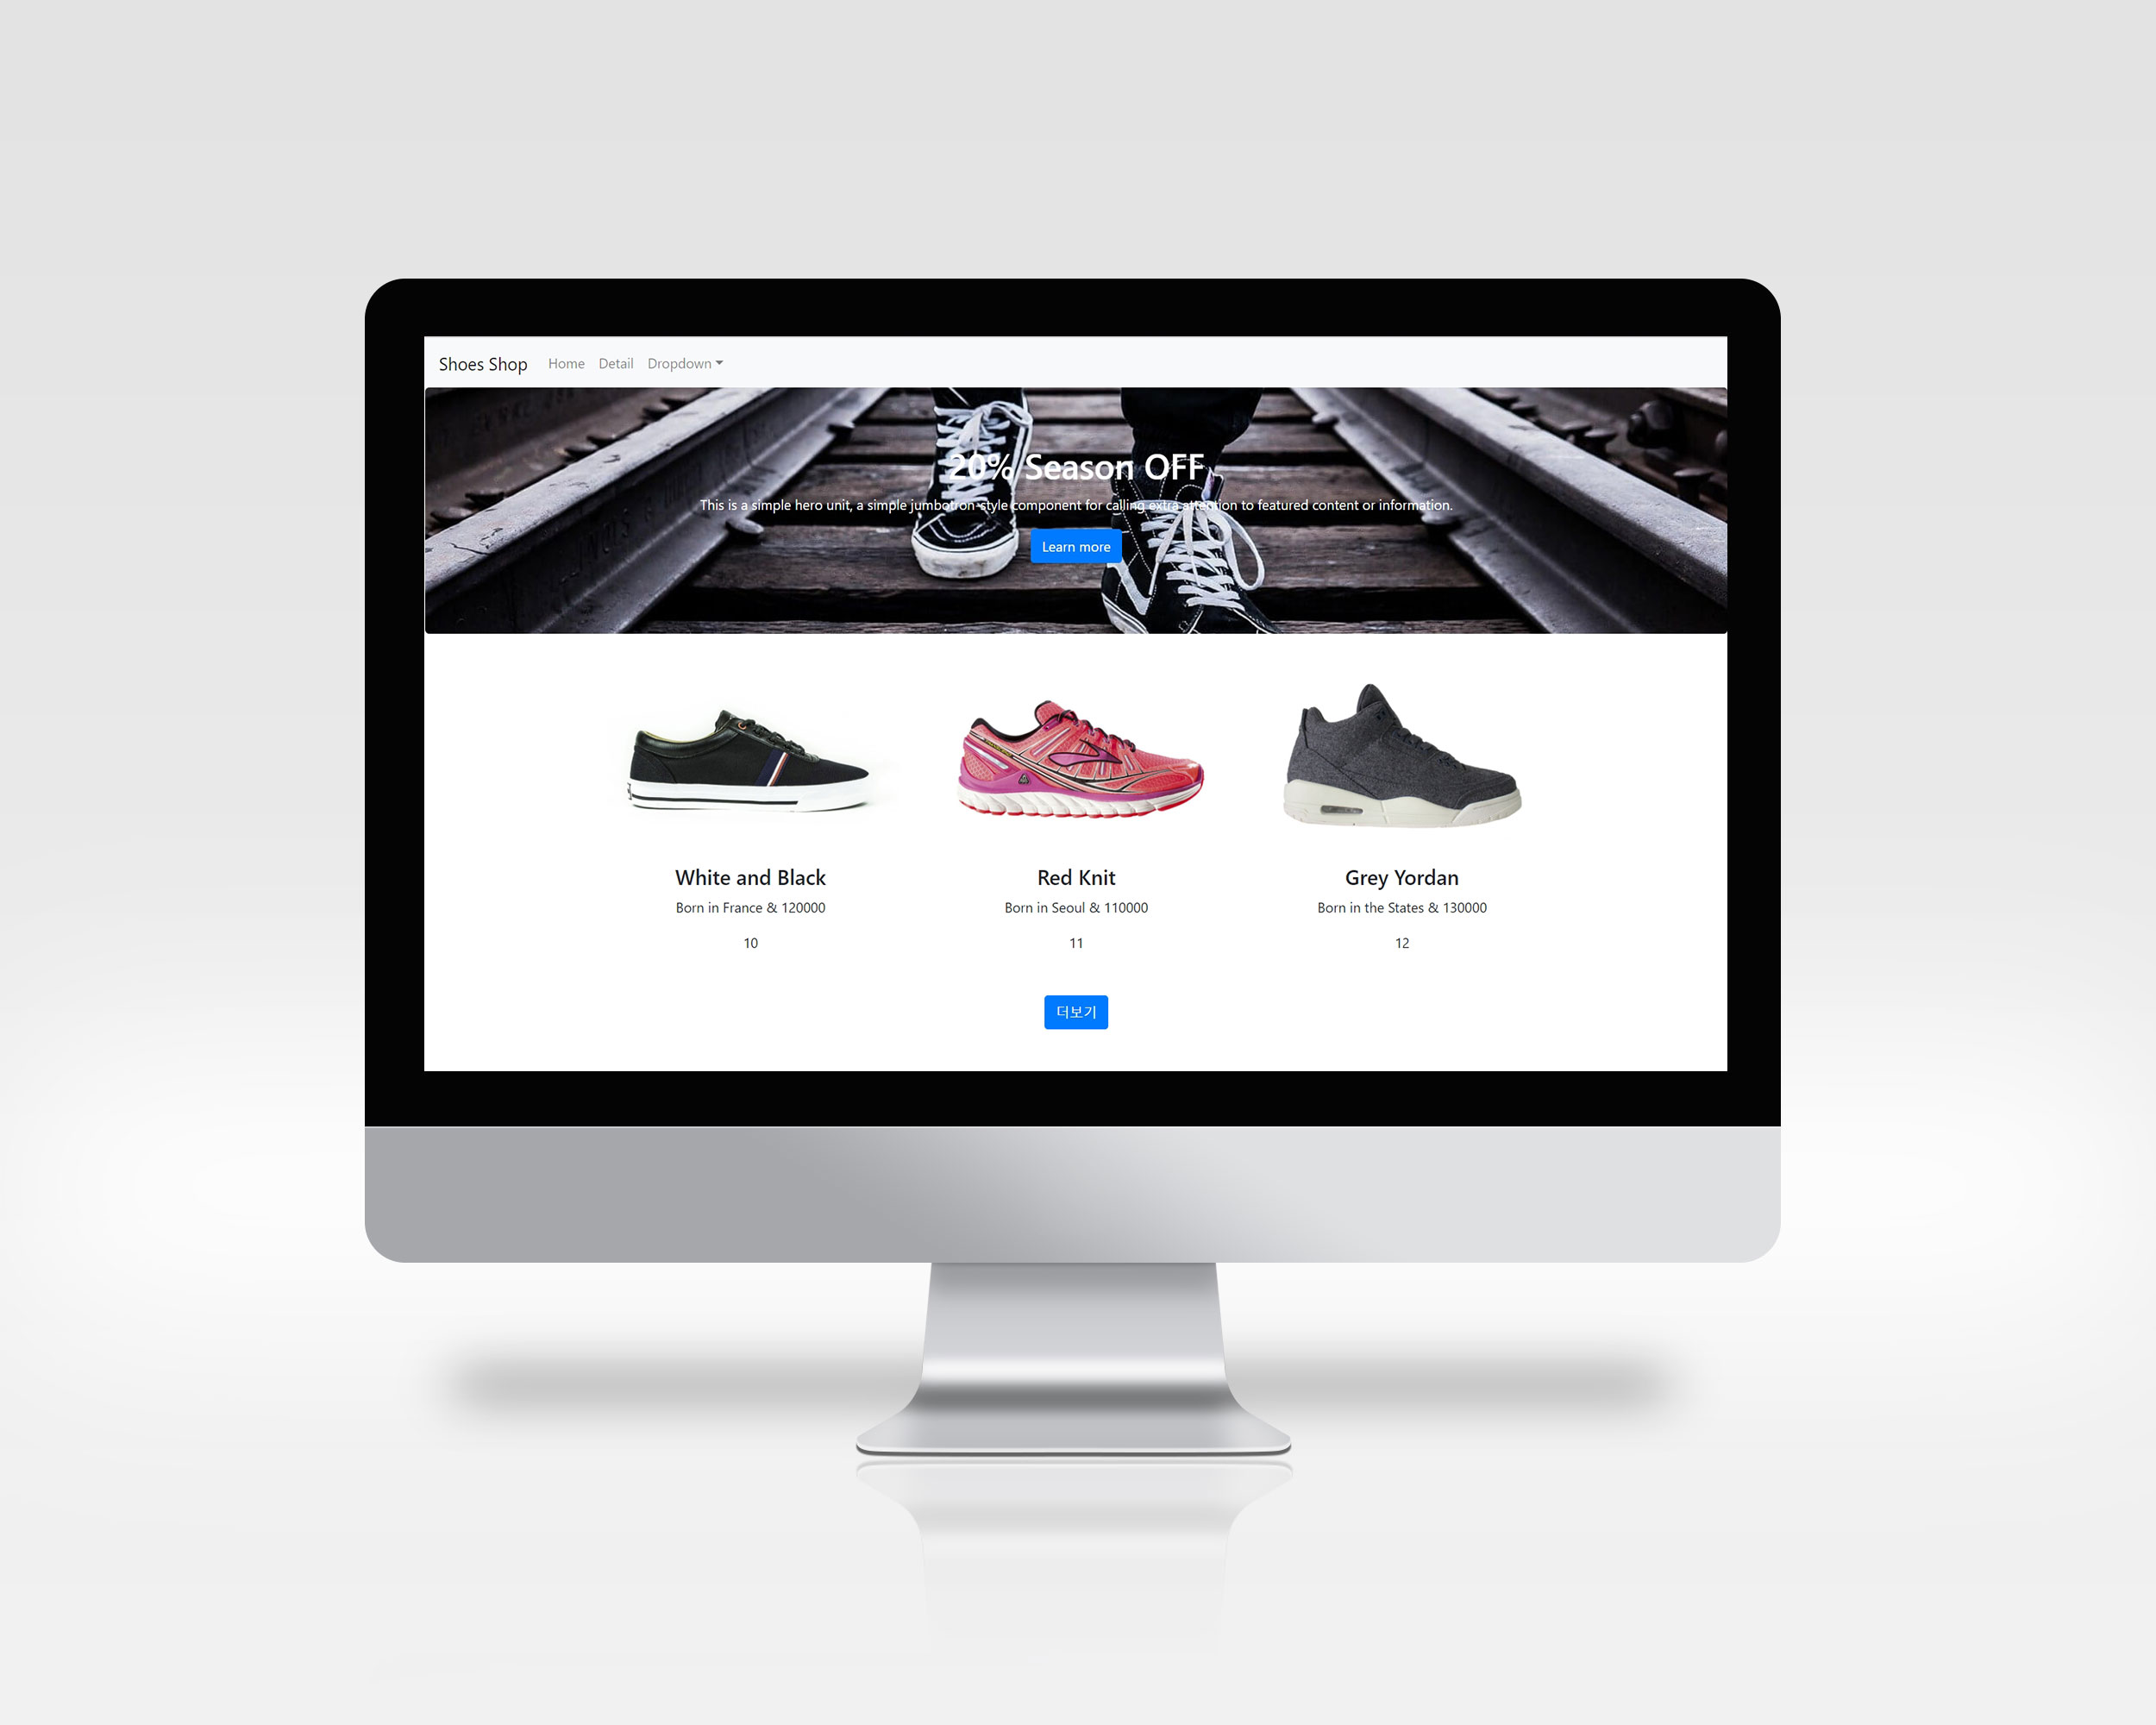 Shoes Shop Home Detail Dropdown
20% Season OFF
This is a simple hero unit, a simple jumbotron-style component for calling extra attention to featured content or information.
Learn more
White and Black Red Knit Grey Yordan
Born in France & 120000 Born in Seoul & 110000 Born in the States & 130000
10 11 12
더보기